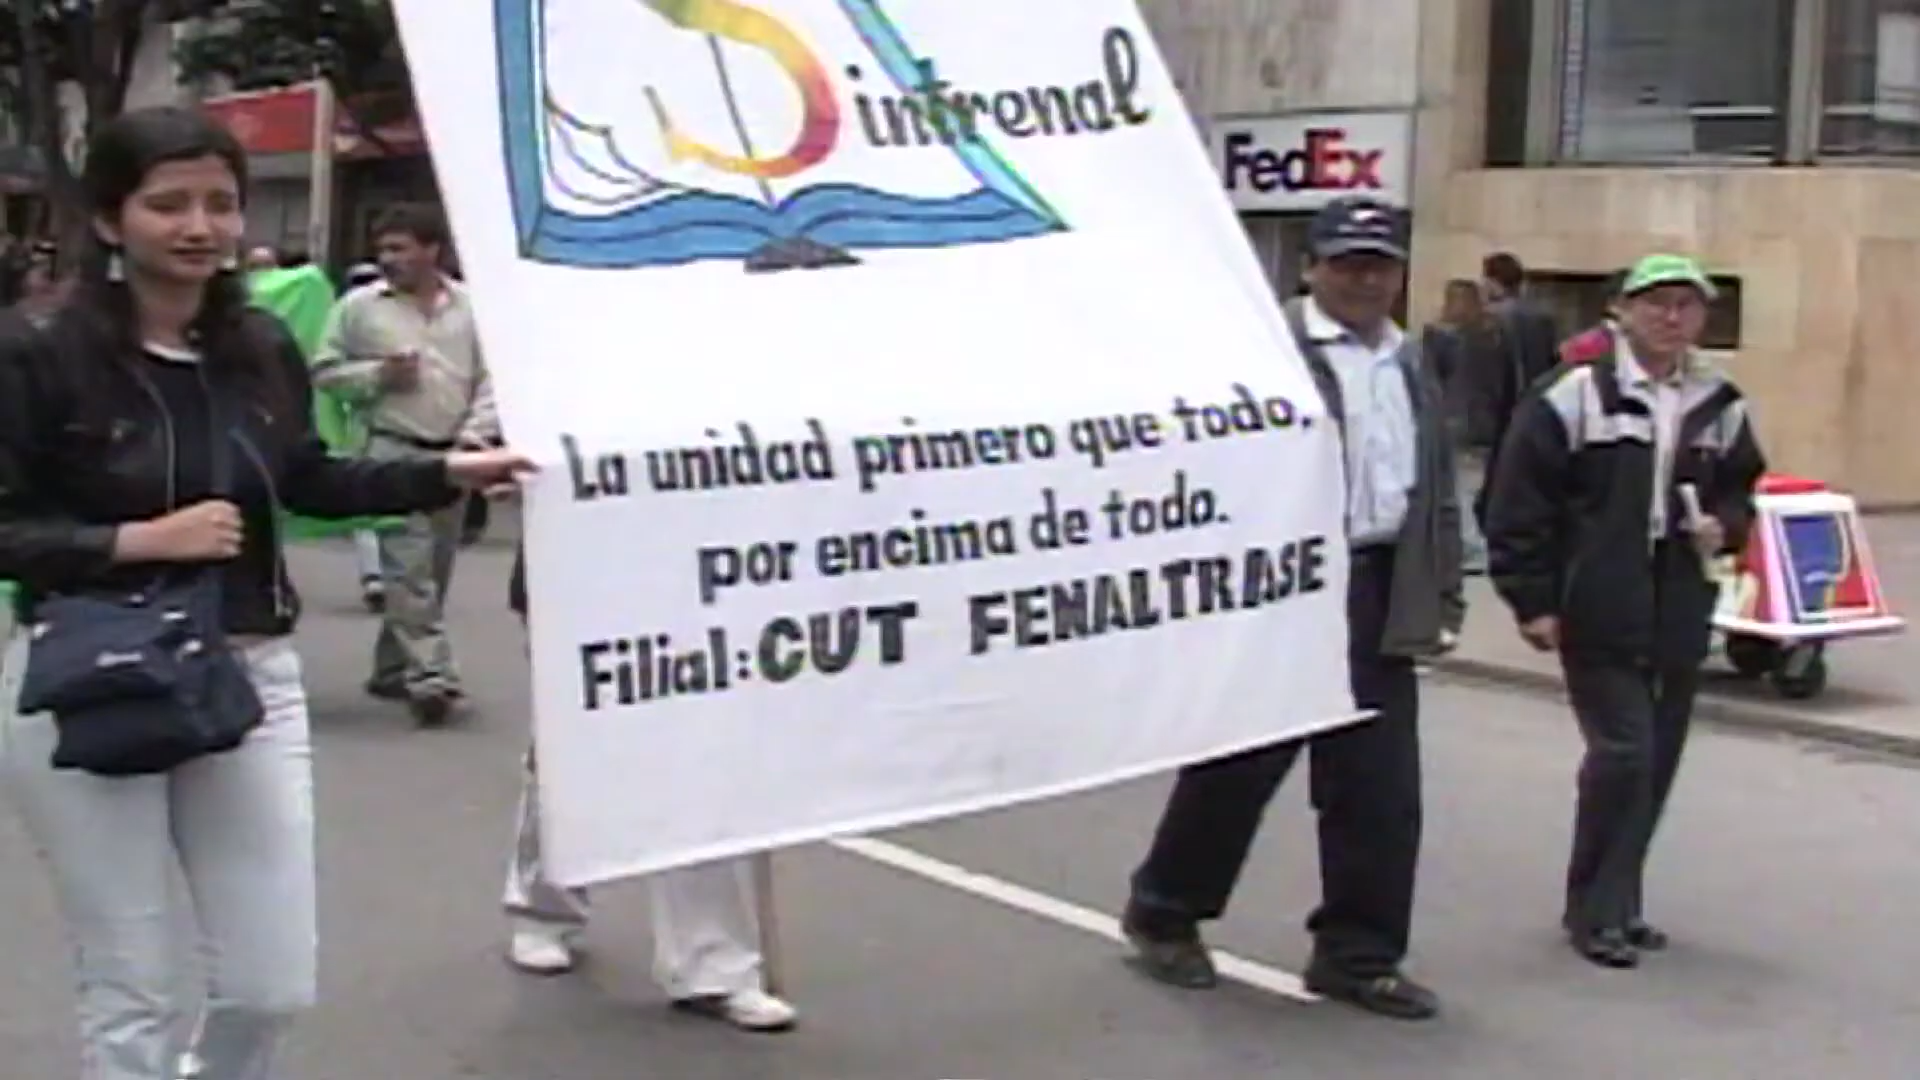 Sintrenal
FedEx
La unidad primero que todo,
por encima de todo.
Filial: CUT FENALTRASE